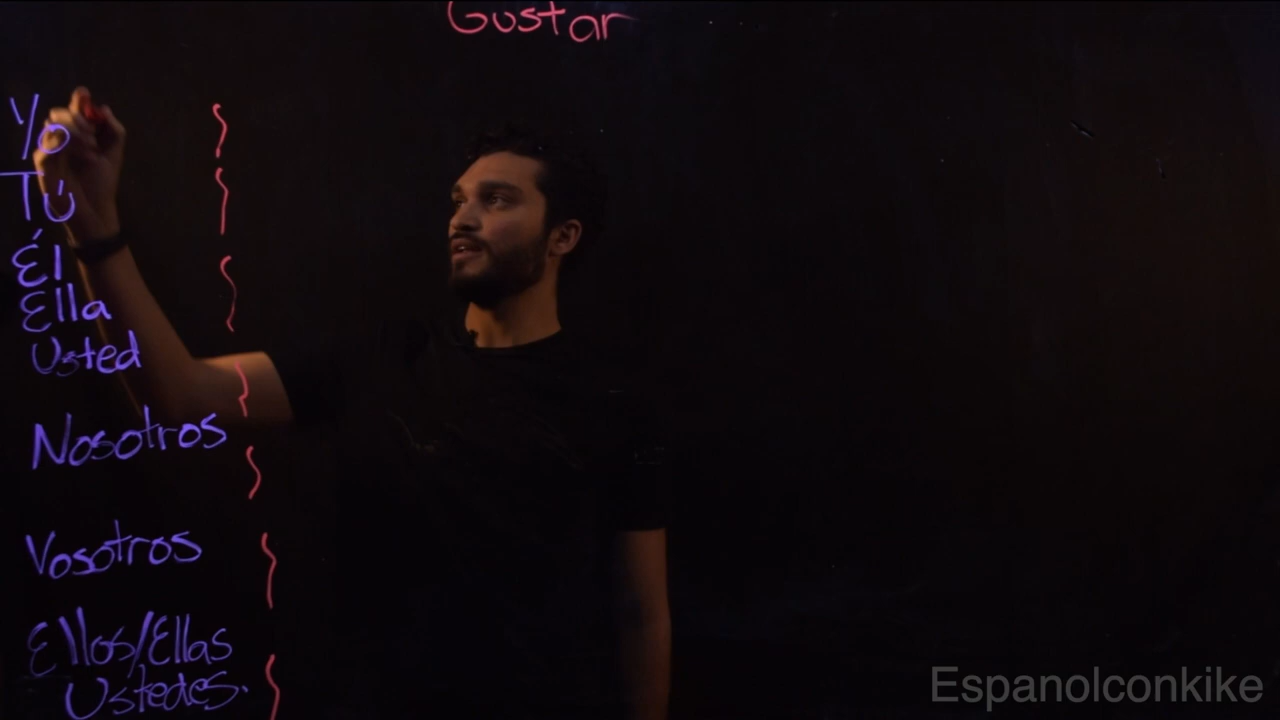 Gustar
Yo
Tú
Él
Ella
Usted
Nosotros
Vosotros
Ellos/Ellas
Ustedes.
Espanolconkike